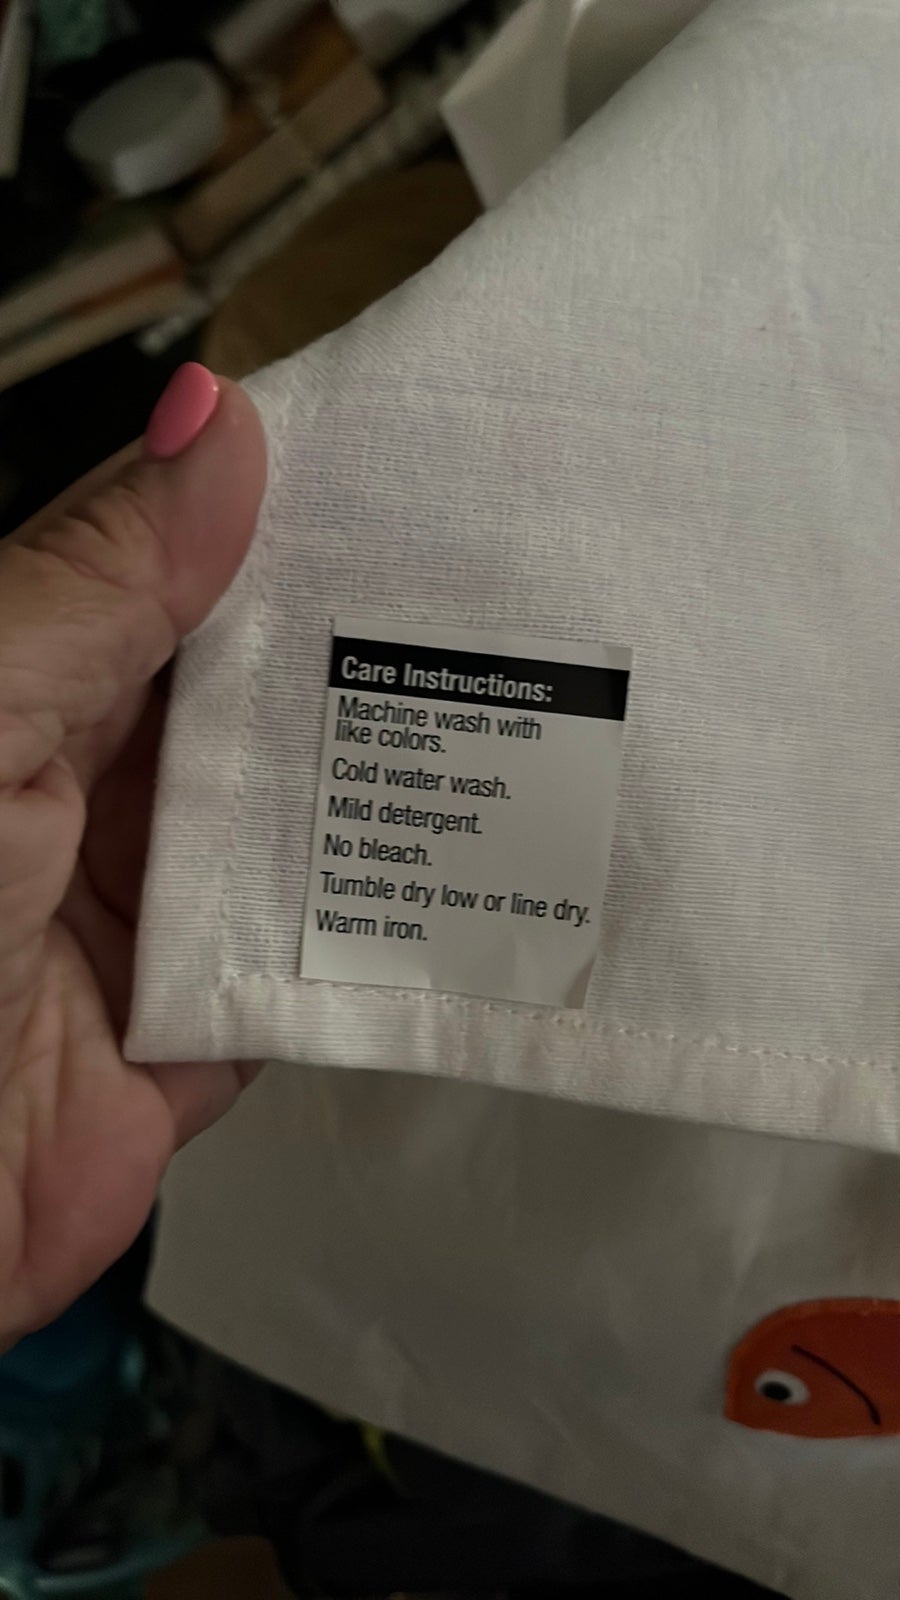 Care Instructions:
Machine wash with
like colors.
Cold water wash.
Mild detergent.
No bleach.
Tumble dry low or line dry.
Warm iron.